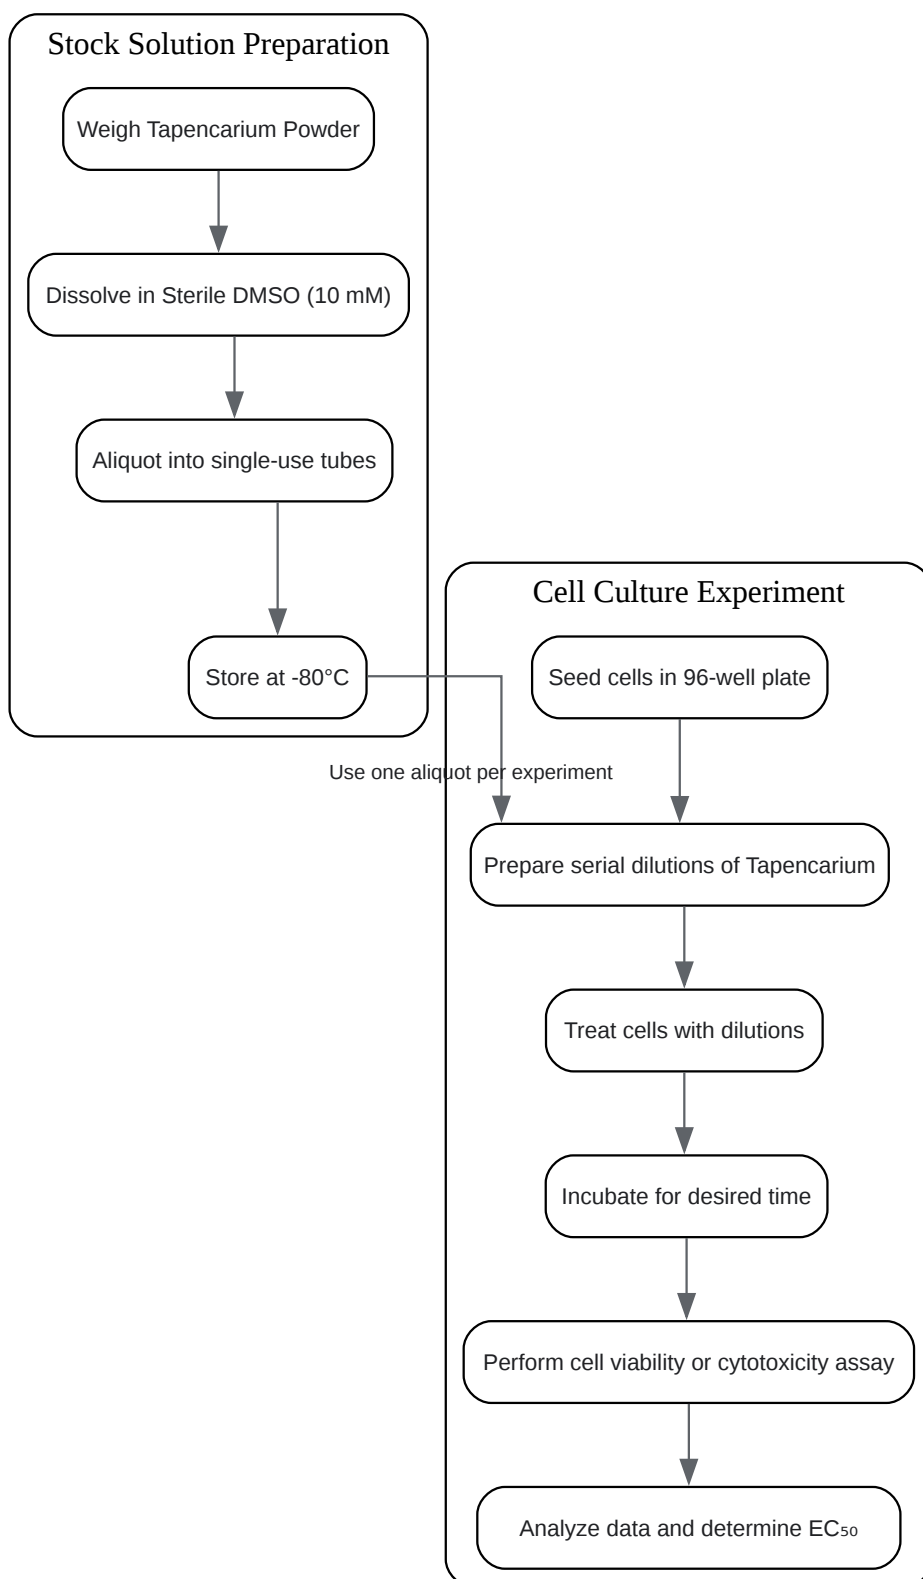 Stock Solution Preparation
Weigh Tapencarium Powder
Dissolve in Sterile DMSO (10 mM)
Aliquot into single-use tubes
Store at -80°C
Use one aliquot per experiment
Cell Culture Experiment
Seed cells in 96-well plate
Prepare serial dilutions of Tapencarium
Treat cells with dilutions
Incubate for desired time
Perform cell viability or cytotoxicity assay
Analyze data and determine EC₅₀